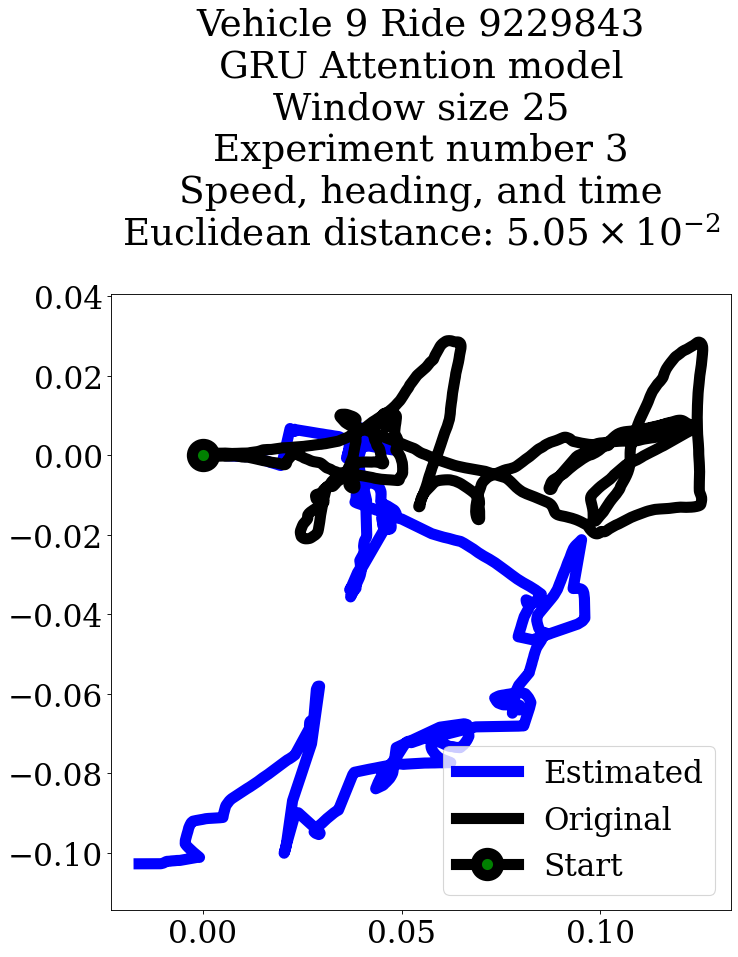 Vehicle 9 Ride 9229843
GRU Attention model
Window size 25
Experiment number 3
Speed, heading, and time
Euclidean distance: 5.05 × 10⁻²
0.04
0.02
0.00
−0.02
−0.04
−0.06
−0.08
−0.10
Estimated
Original
Start
0.00 0.05 0.10